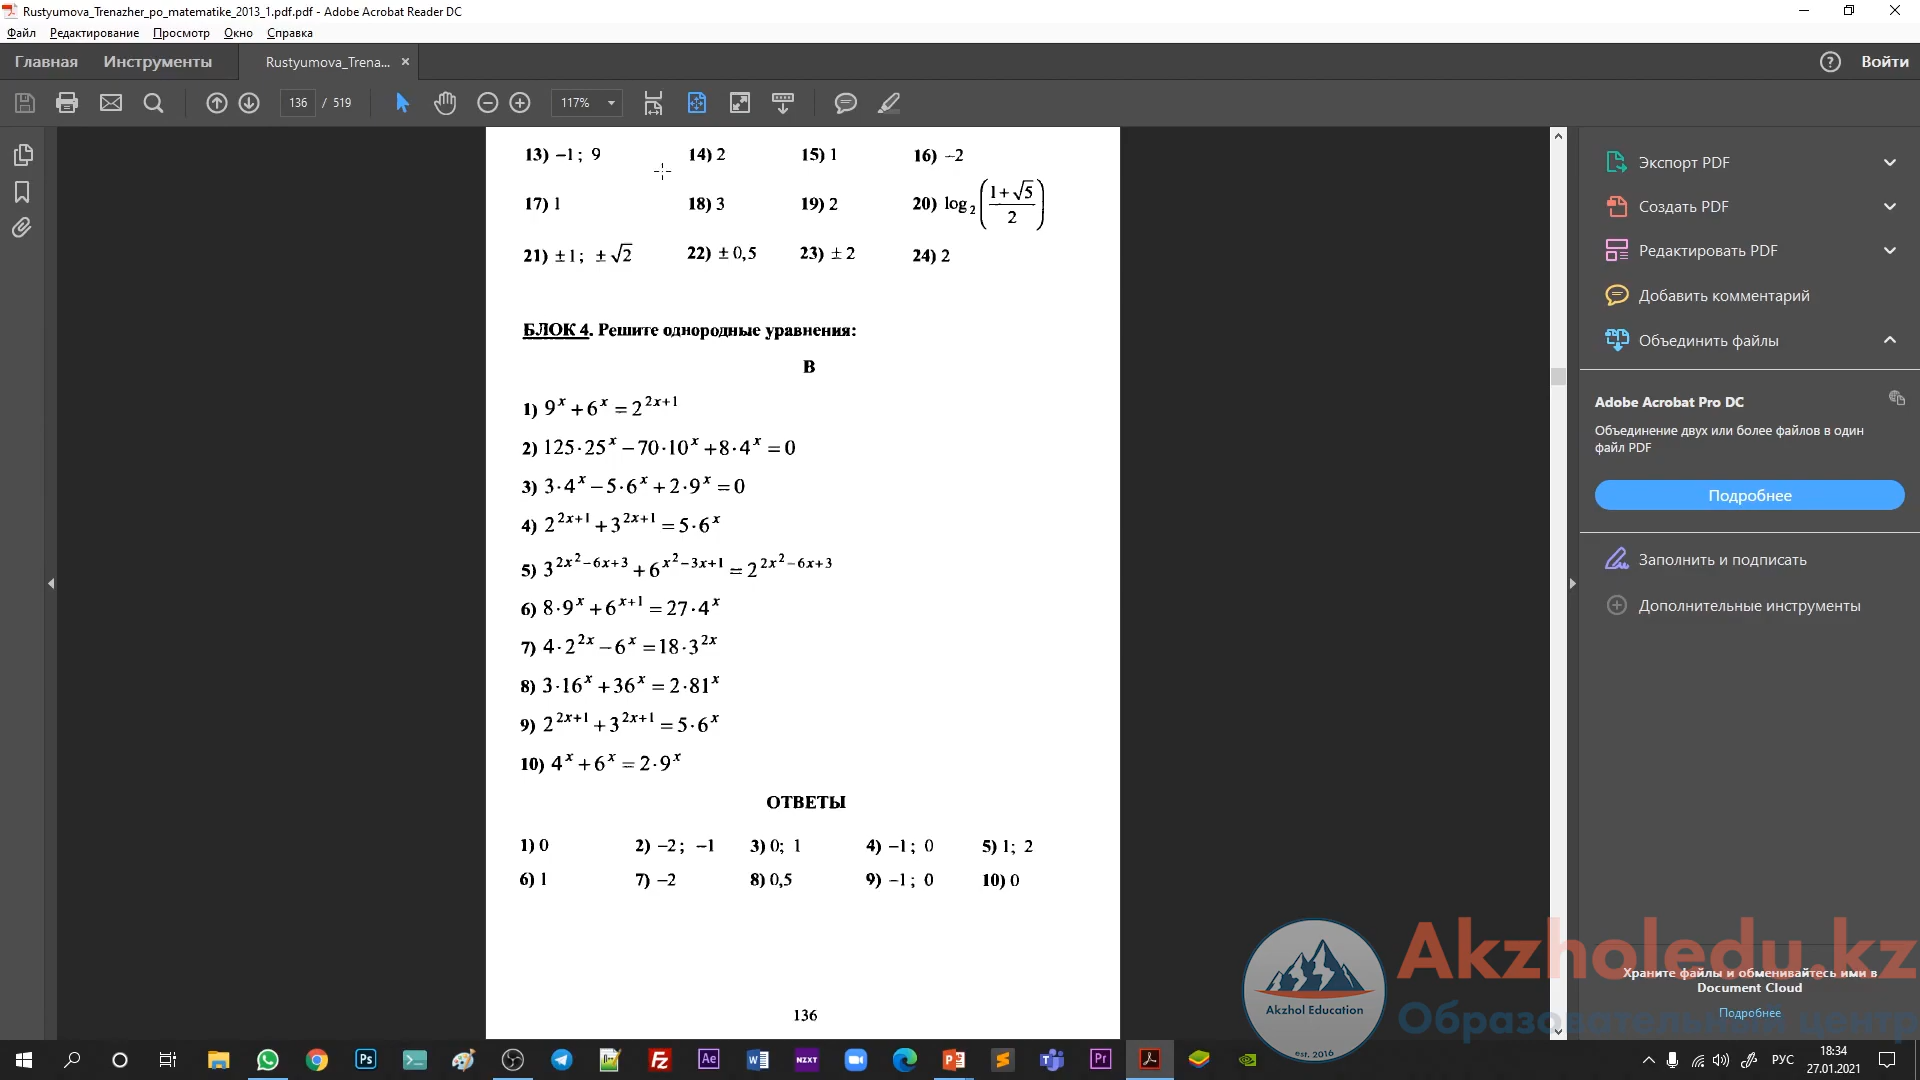 Rustyumova_Trenazher_po_matematike_2013_1.pdf.pdf - Adobe Acrobat Reader DC
Файл Редактирование Просмотр Окно Справка
Главная Инструменты Rustyumova_Trena... × ? Войти
136 / 519 117%
13) −1; 9 14) 2 15) 1 16) −2
17) 1 18) 3 19) 2 20) log₂((1+√5)/2)
21) ±1; ±√2 22) ±0,5 23) ±2 24) 2
БЛОК 4. Решите однородные уравнения:
В
1) 9^x + 6^x = 2^(2x+1)
2) 125·25^x − 70·10^x + 8·4^x = 0
3) 3·4^x − 5·6^x + 2·9^x = 0
4) 2^(2x+1) + 3^(2x+1) = 5·6^x
5) 3^(2x²−6x+3) + 6^(x²−3x+1) = 2^(2x²−6x+3)
6) 8·9^x + 6^(x+1) = 27·4^x
7) 4·2^(2x) − 6^x = 18·3^(2x)
8) 3·16^x + 36^x = 2·81^x
9) 2^(2x+1) + 3^(2x+1) = 5·6^x
10) 4^x + 6^x = 2·9^x
ОТВЕТЫ
1) 0 2) −2; −1 3) 0; 1 4) −1; 0 5) 1; 2
6) 1 7) −2 8) 0,5 9) −1; 0 10) 0
136
Экспорт PDF
Создать PDF
Редактировать PDF
Добавить комментарий
Объединить файлы
Adobe Acrobat Pro DC
Объединение двух или более файлов в один
файл PDF
Подробнее
Заполнить и подписать
Дополнительные инструменты
Akzholedu.kz
Храните файлы и обменивайтесь ими в
Document Cloud
Подробнее
Образовательный центр
Akzhol Education
est. 2016
Ps Ae W NZXT P S T Pr
РУС
18:34
27.01.2021